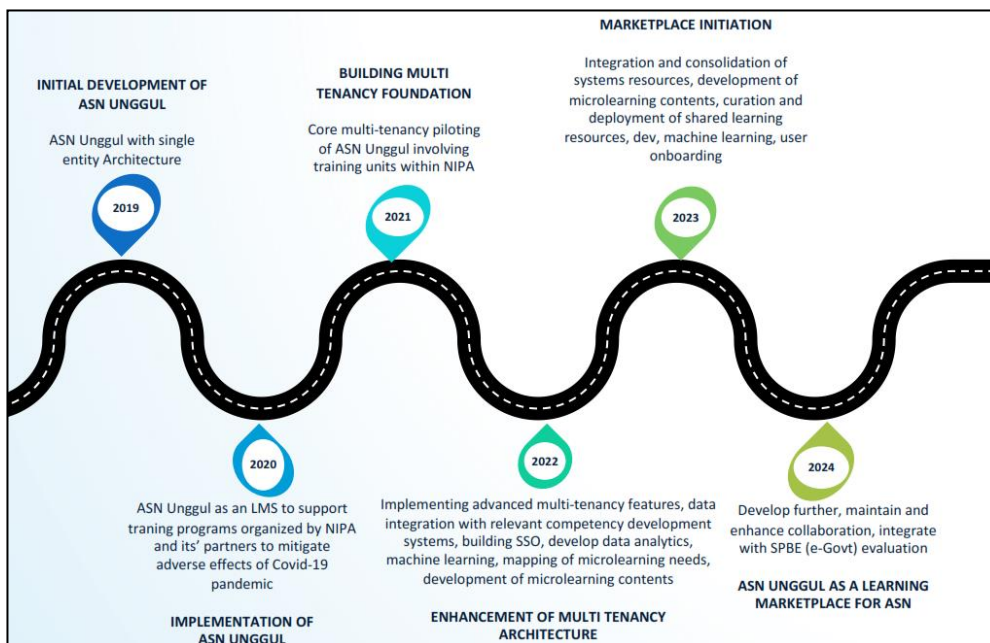 INITIAL DEVELOPMENT OF
ASN UNGGUL
ASN Unggul with single
entity Architecture
2019
BUILDING MULTI
TENANCY FOUNDATION
Core multi-tenancy piloting
of ASN Unggul involving
training units within NIPA
2021
MARKETPLACE INITIATION
Integration and consolidation of
systems resources, development of
microlearning contents, curation and
deployment of shared learning
resources, dev, machine learning, user
onboarding
2023
2020
ASN Unggul as an LMS to support
traning programs organized by NIPA
and its’ partners to mitigate
adverse effects of Covid-19
pandemic
IMPLEMENTATION OF
ASN UNGGUL
2022
Implementing advanced multi-tenancy features, data
integration with relevant competency development
systems, building SSO, develop data analytics,
machine learning, mapping of microlearning needs,
development of microlearning contents
ENHANCEMENT OF MULTI TENANCY
ARCHITECTURE
2024
Develop further, maintain and
enhance collaboration, integrate
with SPBE (e-Govt) evaluation
ASN UNGGUL AS A LEARNING
MARKETPLACE FOR ASN